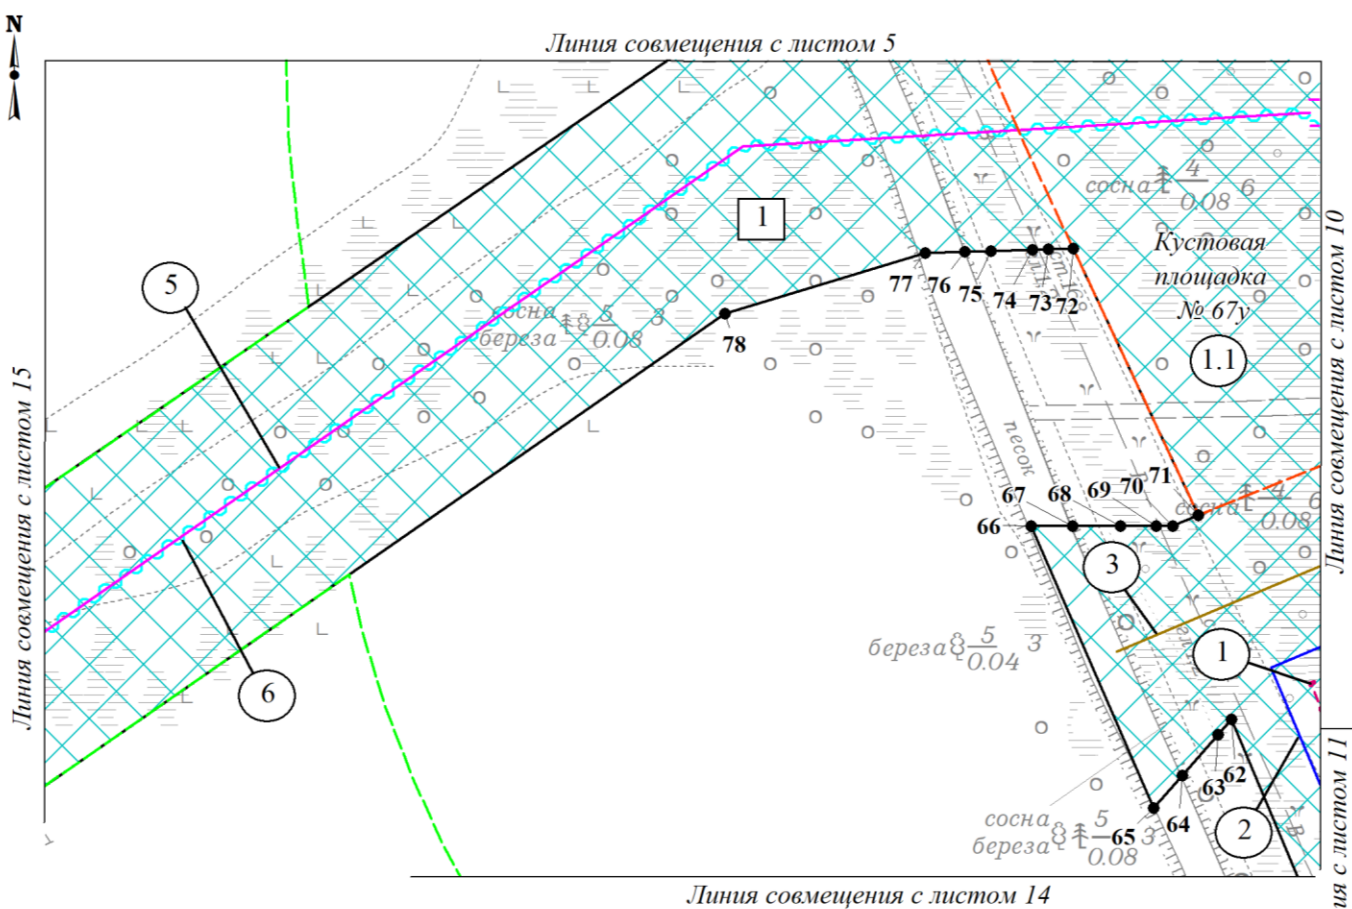 N
Линия совмещения с листом 5
Линия совмещения с листом 15
Линия совмещения с листом 10
1
сосна 4
0.08 6
Кустовая
площадка
№ 67у
1.1
5
77 76 75 74 73 72
78
сосна
береза 5
0.08 3
песок
71
70
69
68
67
66
сосна 4
0.08 6
3
береза 5
0.04 3
1
6
62
63
64
65
сосна
береза 5
0.08 3
2
В
ия с листом 11
Линия совмещения с листом 14